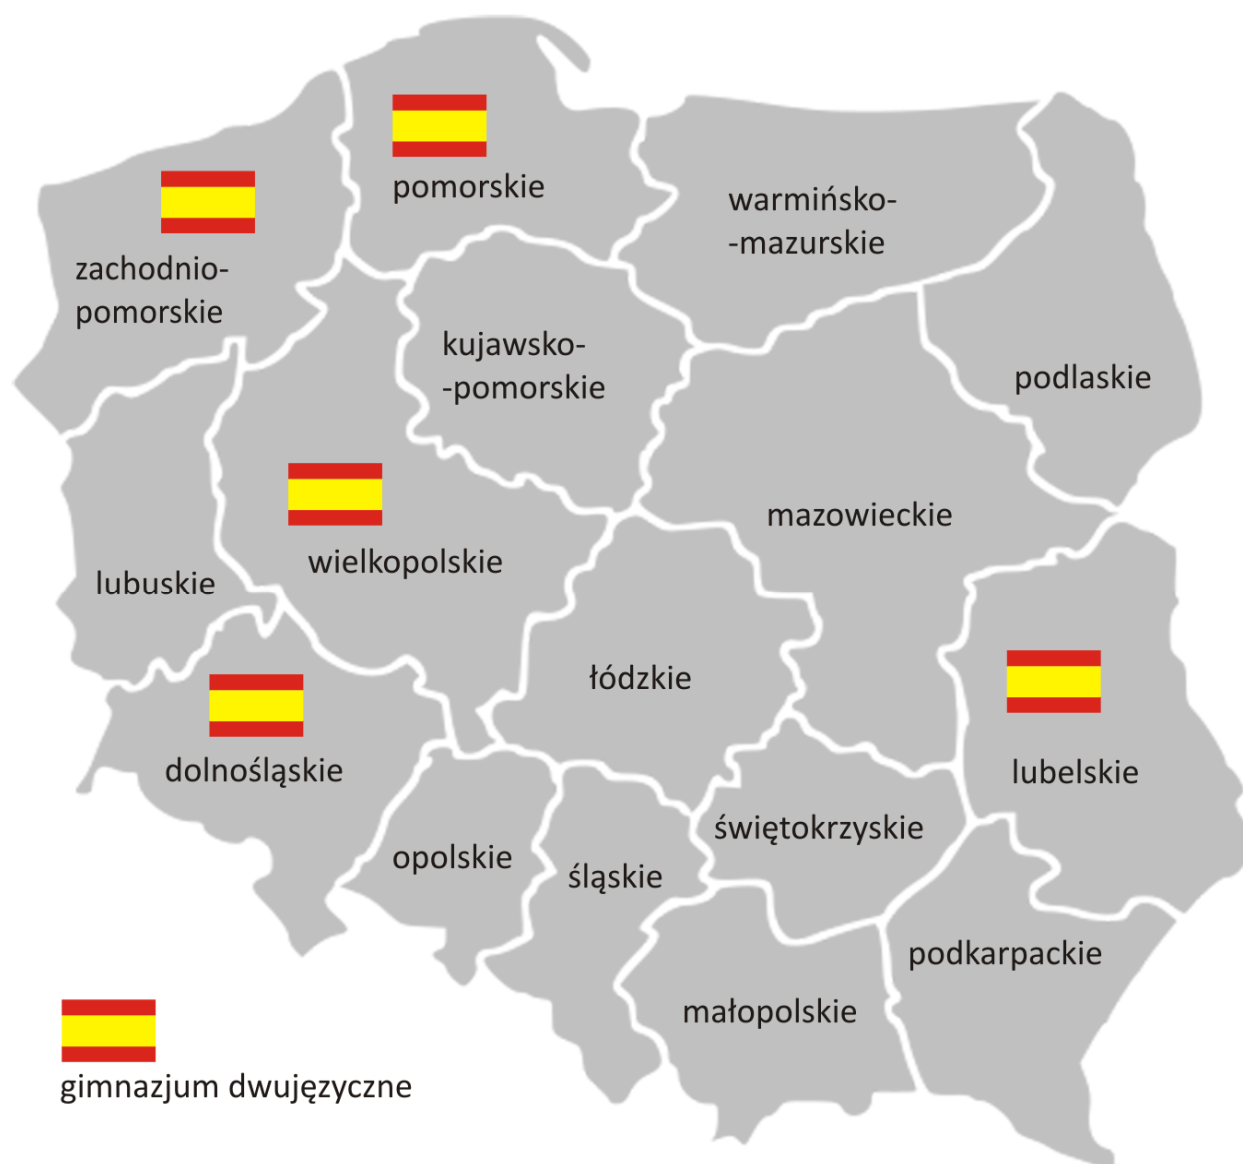 pomorskie
warmińsko-
-mazurskie
zachodnio-
pomorskie
kujawsko-
-pomorskie
podlaskie
mazowieckie
wielkopolskie
lubuskie
łódzkie
dolnośląskie
lubelskie
świętokrzyskie
opolskie
śląskie
podkarpackie
małopolskie
gimnazjum dwujęzyczne